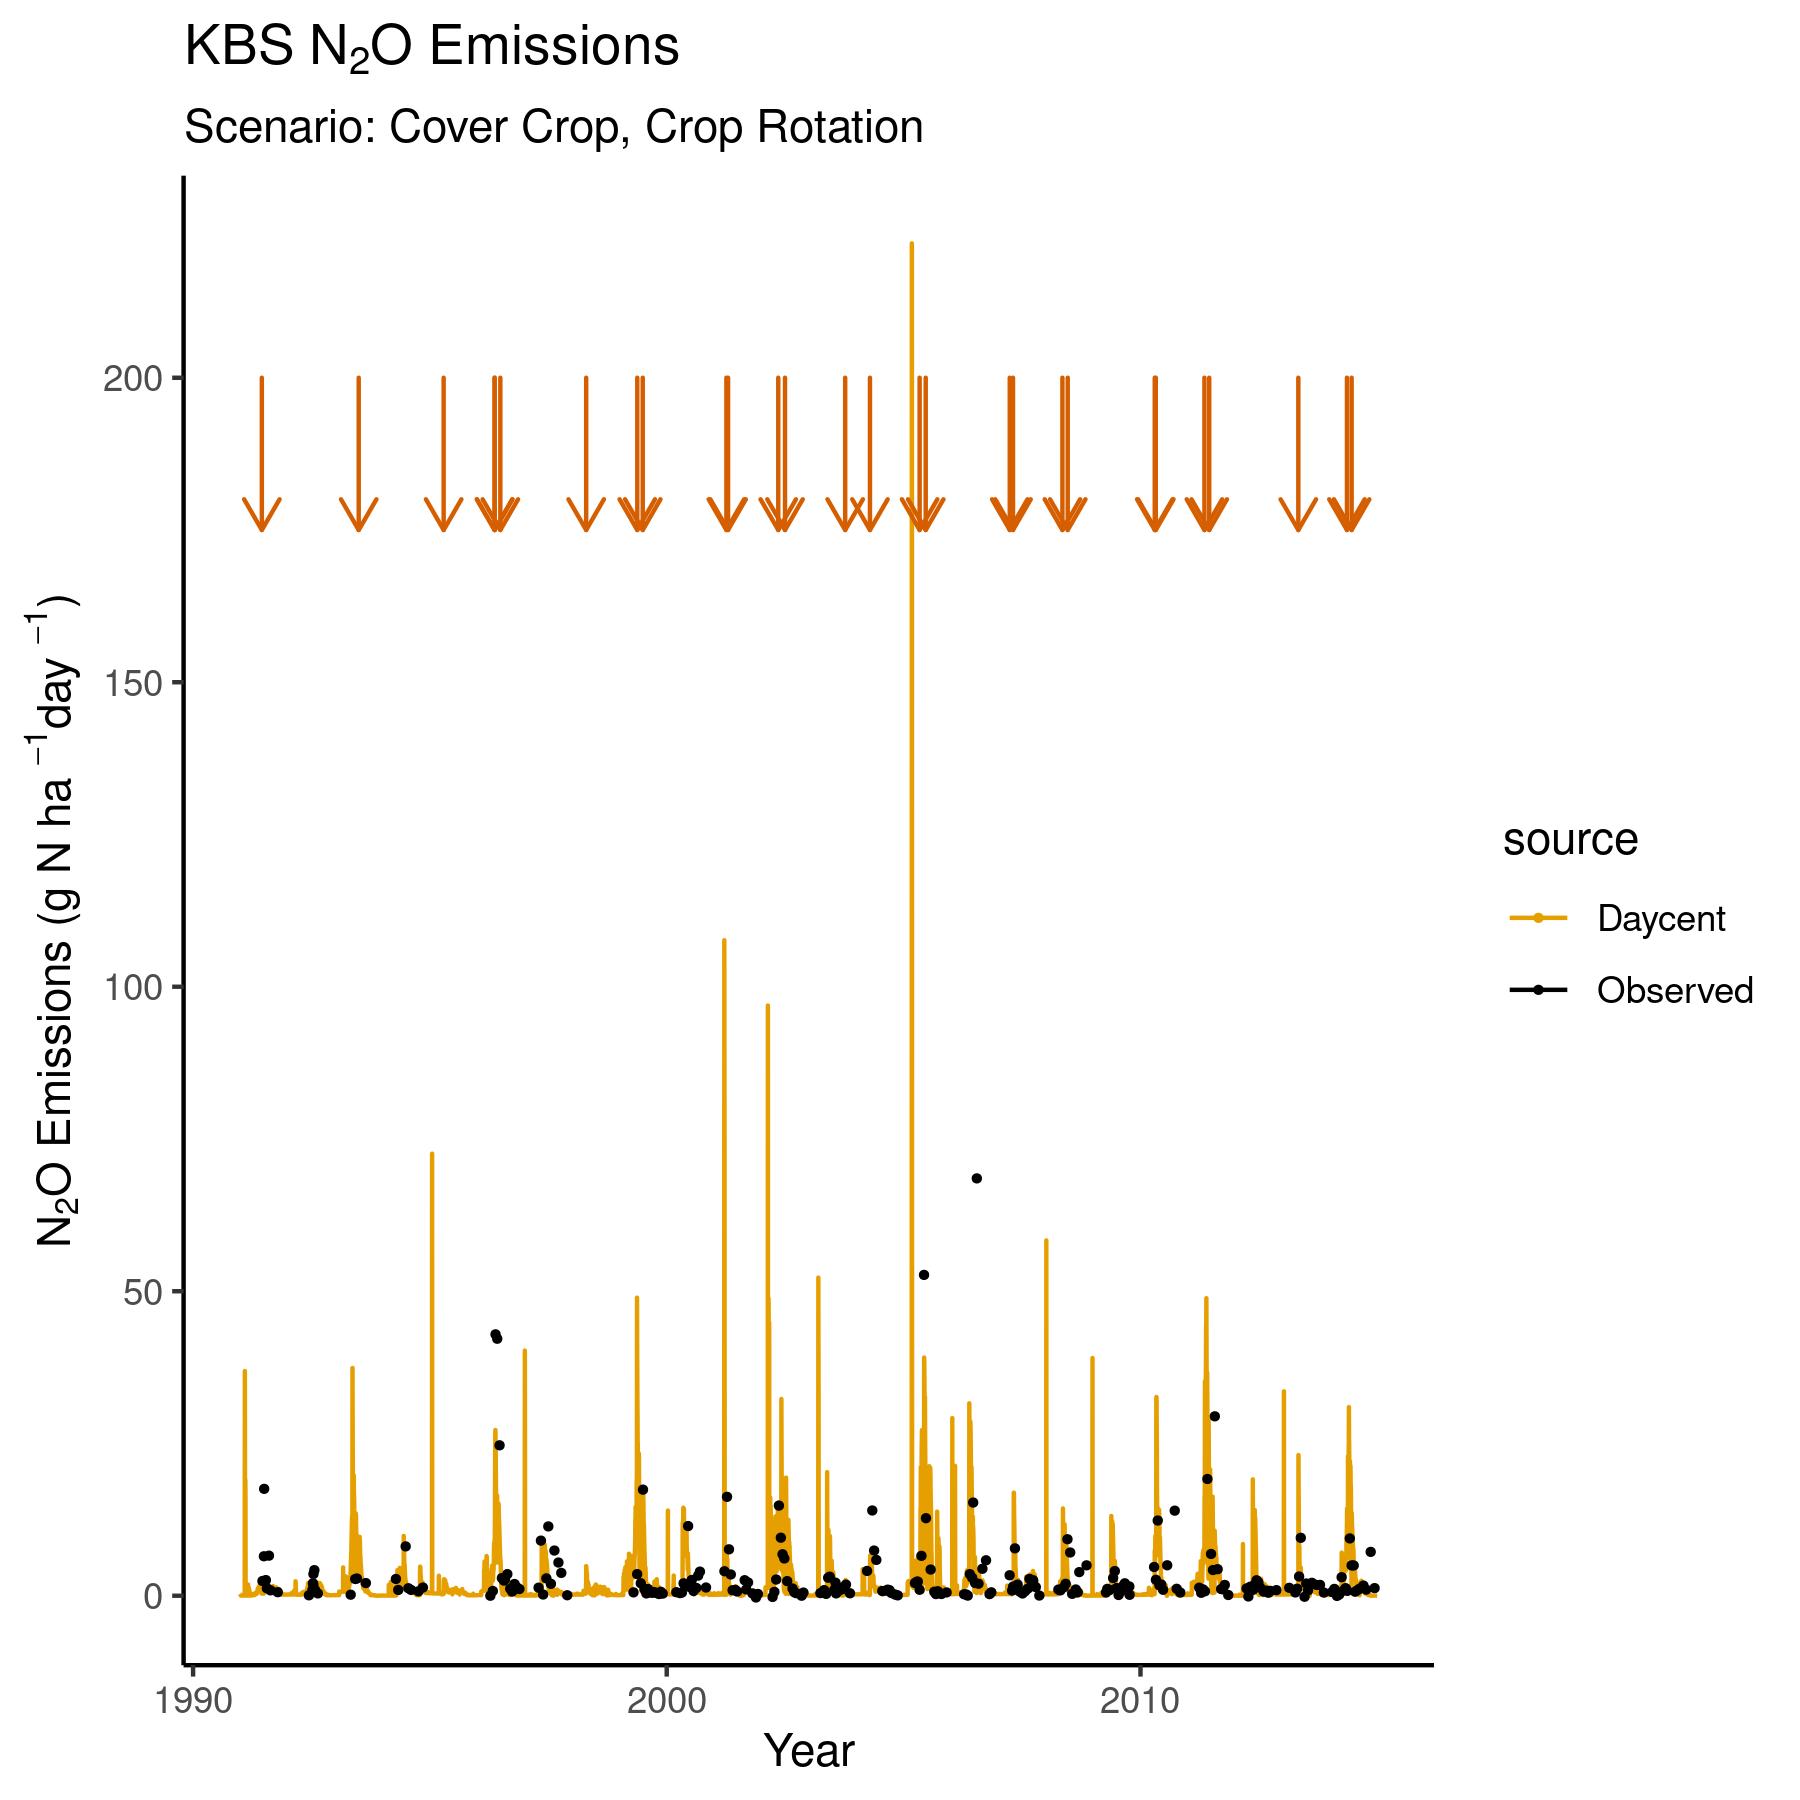 KBS N₂O Emissions
Scenario: Cover Crop, Crop Rotation
N₂O Emissions (g N ha ⁻¹day ⁻¹)
200
150
100
50
0
1990
2000
2010
Year
source
Daycent
Observed